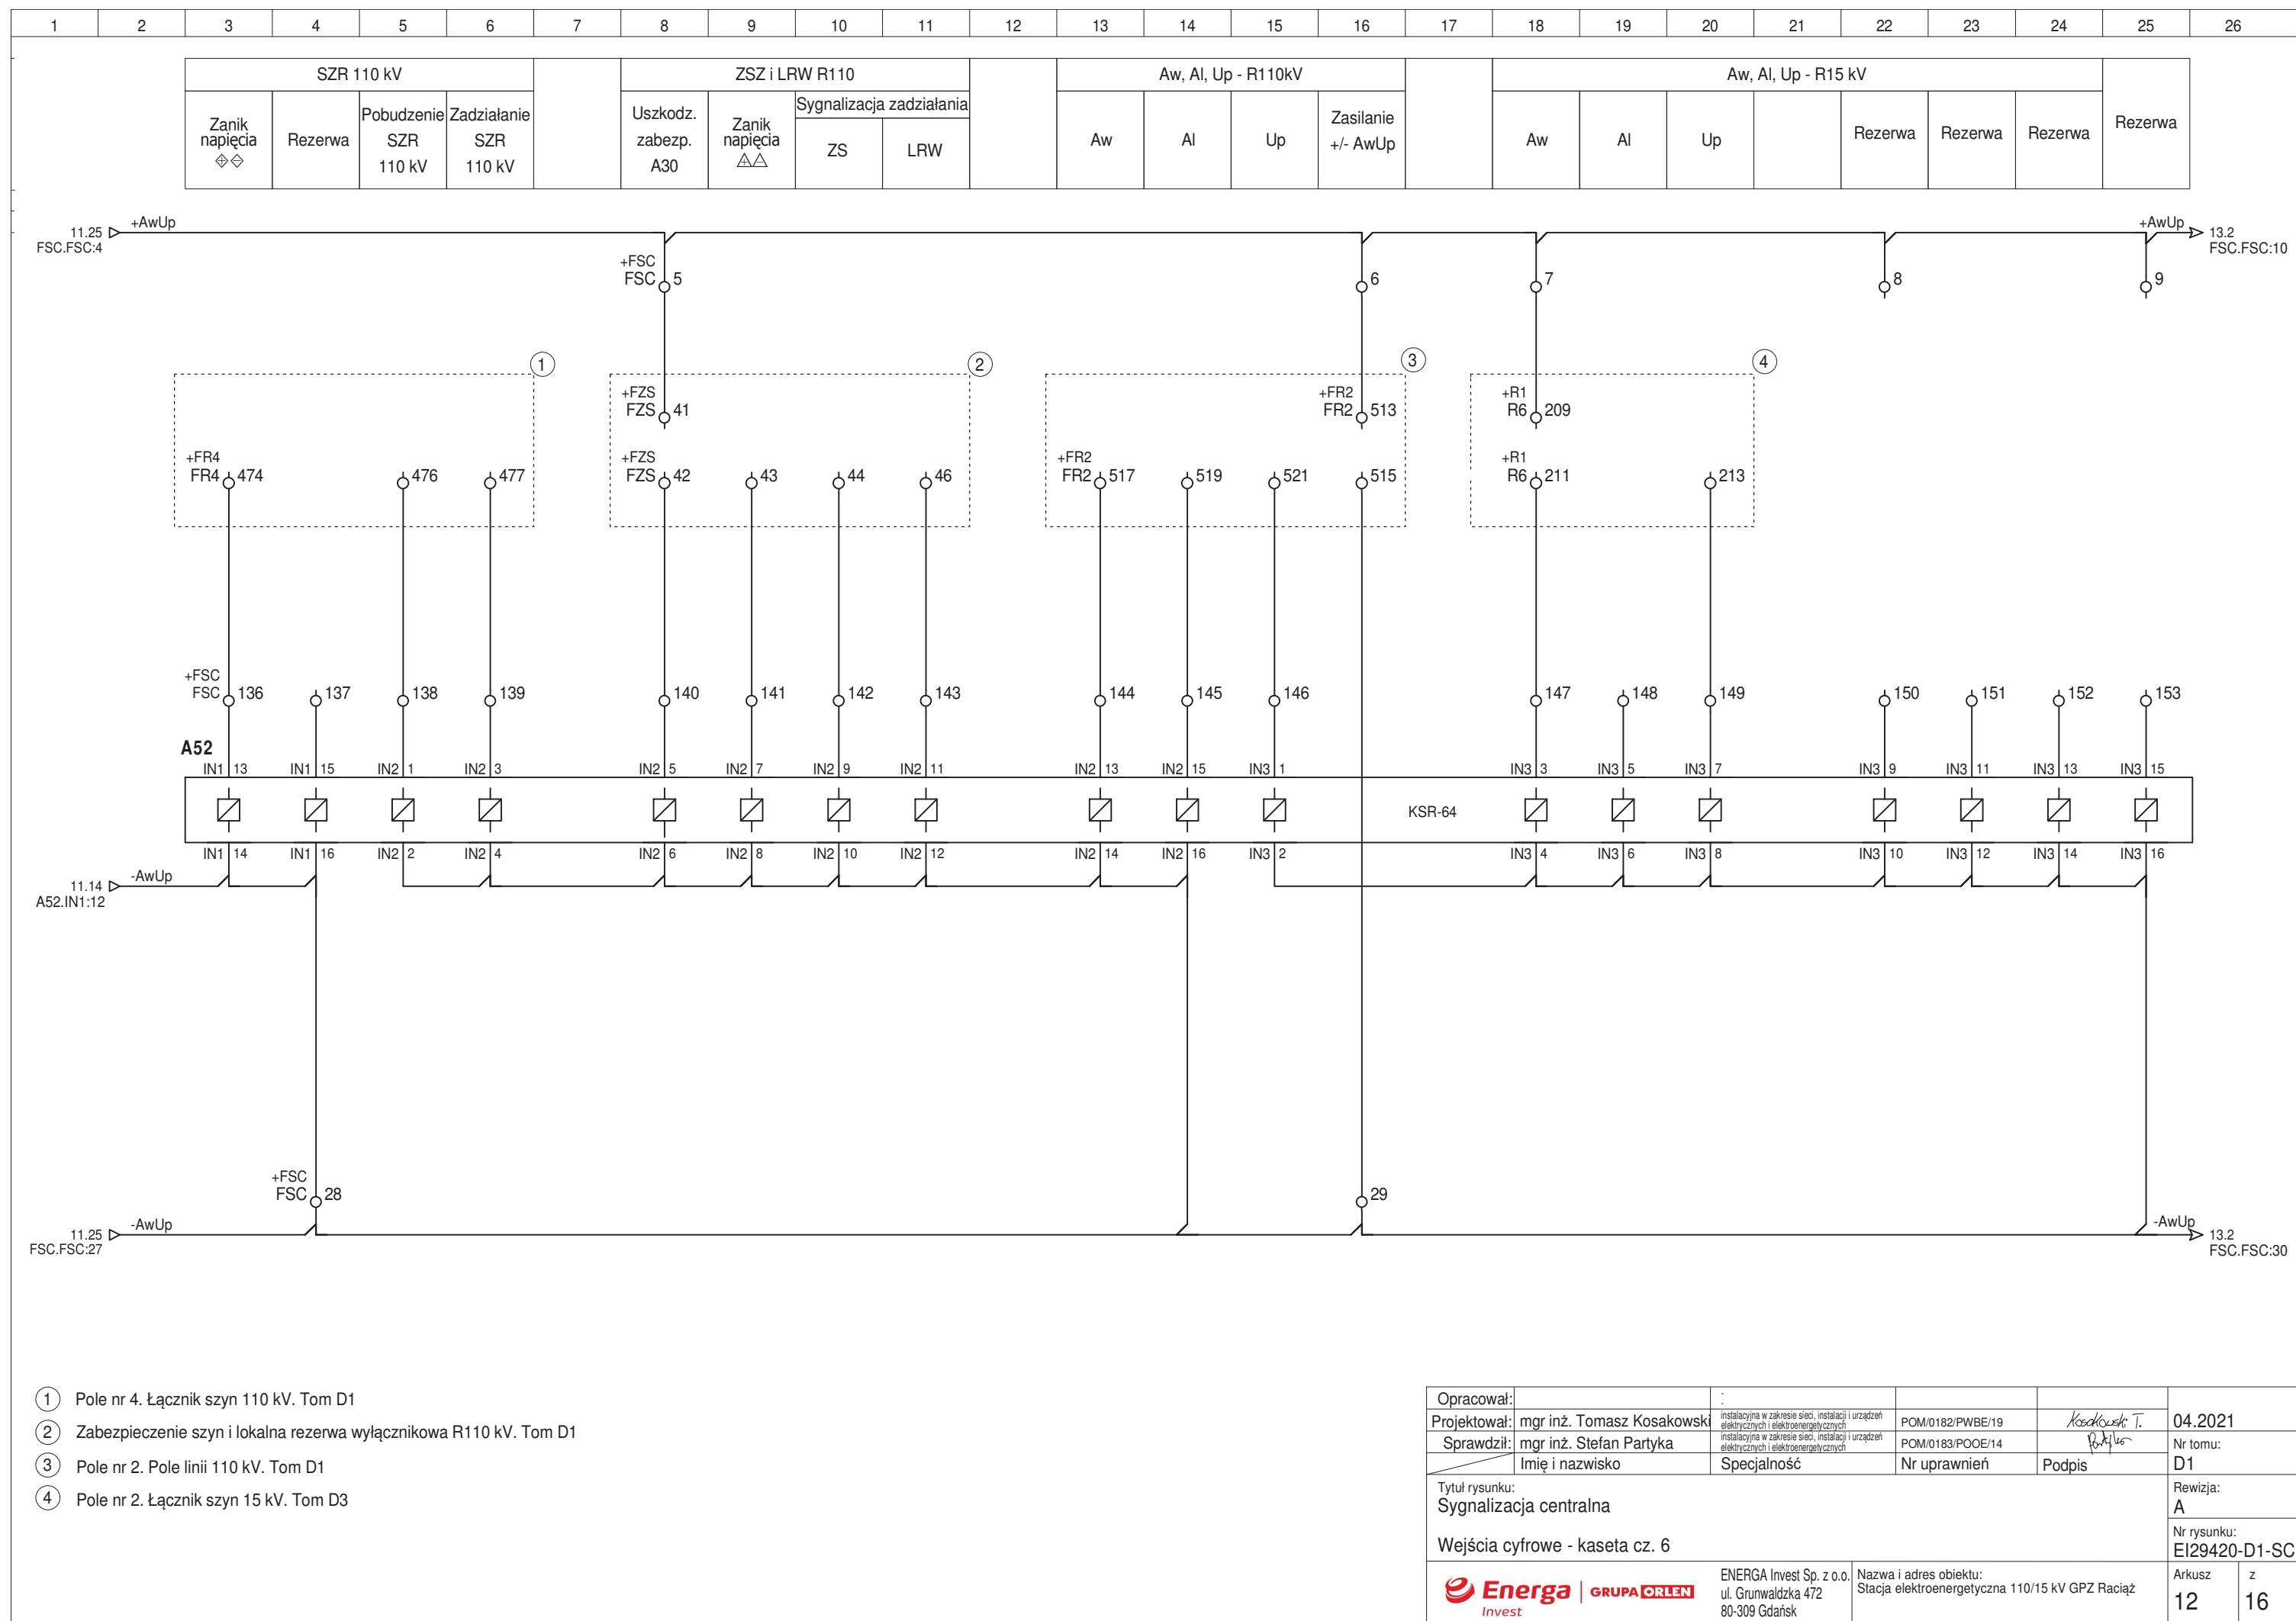 1 2 3 4 5 6 7 8 9 10 11 12 13 14 15 16 17 18 19 20 21 22 23 24 25 26
SZR 110 kV
ZSZ i LRW R110
Aw, Al, Up - R110kV
Aw, Al, Up - R15 kV
Zanik
napięcia
Rezerwa
Pobudzenie
SZR
110 kV
Zadziałanie
SZR
110 kV
Uszkodz.
zabezp.
A30
Zanik
napięcia
Sygnalizacja zadziałania
ZS
LRW
Aw
Al
Up
Zasilanie
+/- AwUp
Aw
Al
Up
Rezerwa
Rezerwa
Rezerwa
Rezerwa
11.25
FSC.FSC:4
+AwUp
+AwUp
13.2
FSC.FSC:10
+FSC
FSC 5
6
7
8
9
1
2
3
4
+FZS
FZS 41
+FR2
FR2 513
+R1
R6 209
+FR4
FR4 474
476
477
+FZS
FZS 42
43
44
46
+FR2
FR2 517
519
521
515
+R1
R6 211
213
+FSC
FSC 136
137
138
139
140
141
142
143
144
145
146
147
148
149
150
151
152
153
A52
IN1 13
IN1 15
IN2 1
IN2 3
IN2 5
IN2 7
IN2 9
IN2 11
IN2 13
IN2 15
IN3 1
IN3 3
IN3 5
IN3 7
IN3 9
IN3 11
IN3 13
IN3 15
KSR-64
IN1 14
IN1 16
IN2 2
IN2 4
IN2 6
IN2 8
IN2 10
IN2 12
IN2 14
IN2 16
IN3 2
IN3 4
IN3 6
IN3 8
IN3 10
IN3 12
IN3 14
IN3 16
11.14
A52.IN1:12
-AwUp
+FSC
FSC 28
29
11.25
FSC.FSC:27
-AwUp
-AwUp
13.2
FSC.FSC:30
1 Pole nr 4. Łącznik szyn 110 kV. Tom D1
2 Zabezpieczenie szyn i lokalna rezerwa wyłącznikowa R110 kV. Tom D1
3 Pole nr 2. Pole linii 110 kV. Tom D1
4 Pole nr 2. Łącznik szyn 15 kV. Tom D3
Opracował:
Projektował: mgr inż. Tomasz Kosakowski
instalacyjna w zakresie sieci, instalacji i urządzeń
elektrycznych i elektroenergetycznych
POM/0182/PWBE/19
Kosakowski T.
04.2021
Sprawdził: mgr inż. Stefan Partyka
instalacyjna w zakresie sieci, instalacji i urządzeń
elektrycznych i elektroenergetycznych
POM/0183/POOE/14
Nr tomu:
D1
Imię i nazwisko
Specjalność
Nr uprawnień
Podpis
Tytuł rysunku:
Sygnalizacja centralna
Wejścia cyfrowe - kaseta cz. 6
Rewizja:
A
Nr rysunku:
EI29420-D1-SC
Energa
Invest
GRUPA ORLEN
ENERGA Invest Sp. z o.o.
ul. Grunwaldzka 472
80-309 Gdańsk
Nazwa i adres obiektu:
Stacja elektroenergetyczna 110/15 kV GPZ Raciąż
Arkusz
12
z
16